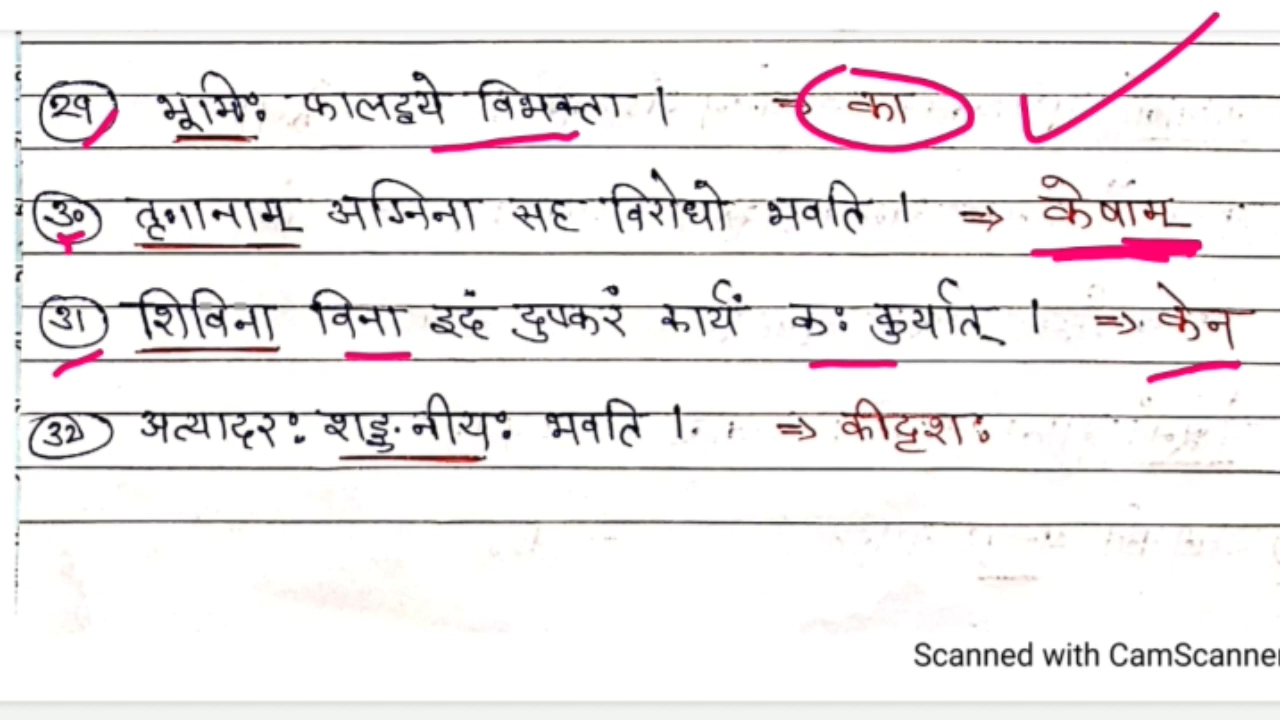 २९ भूमिः फालद्वये विभक्ता । ⇒ का
३० तृणानाम् अग्निना सह विरोधो भवति । ⇒ केषाम्
३१ शिविना विना इदं दुष्करं कार्यं कः कुर्यात् । ⇒ केन
३२ अत्यादरः शङ्कनीयः भवति । ⇒ कीदृशः
Scanned with CamScanner